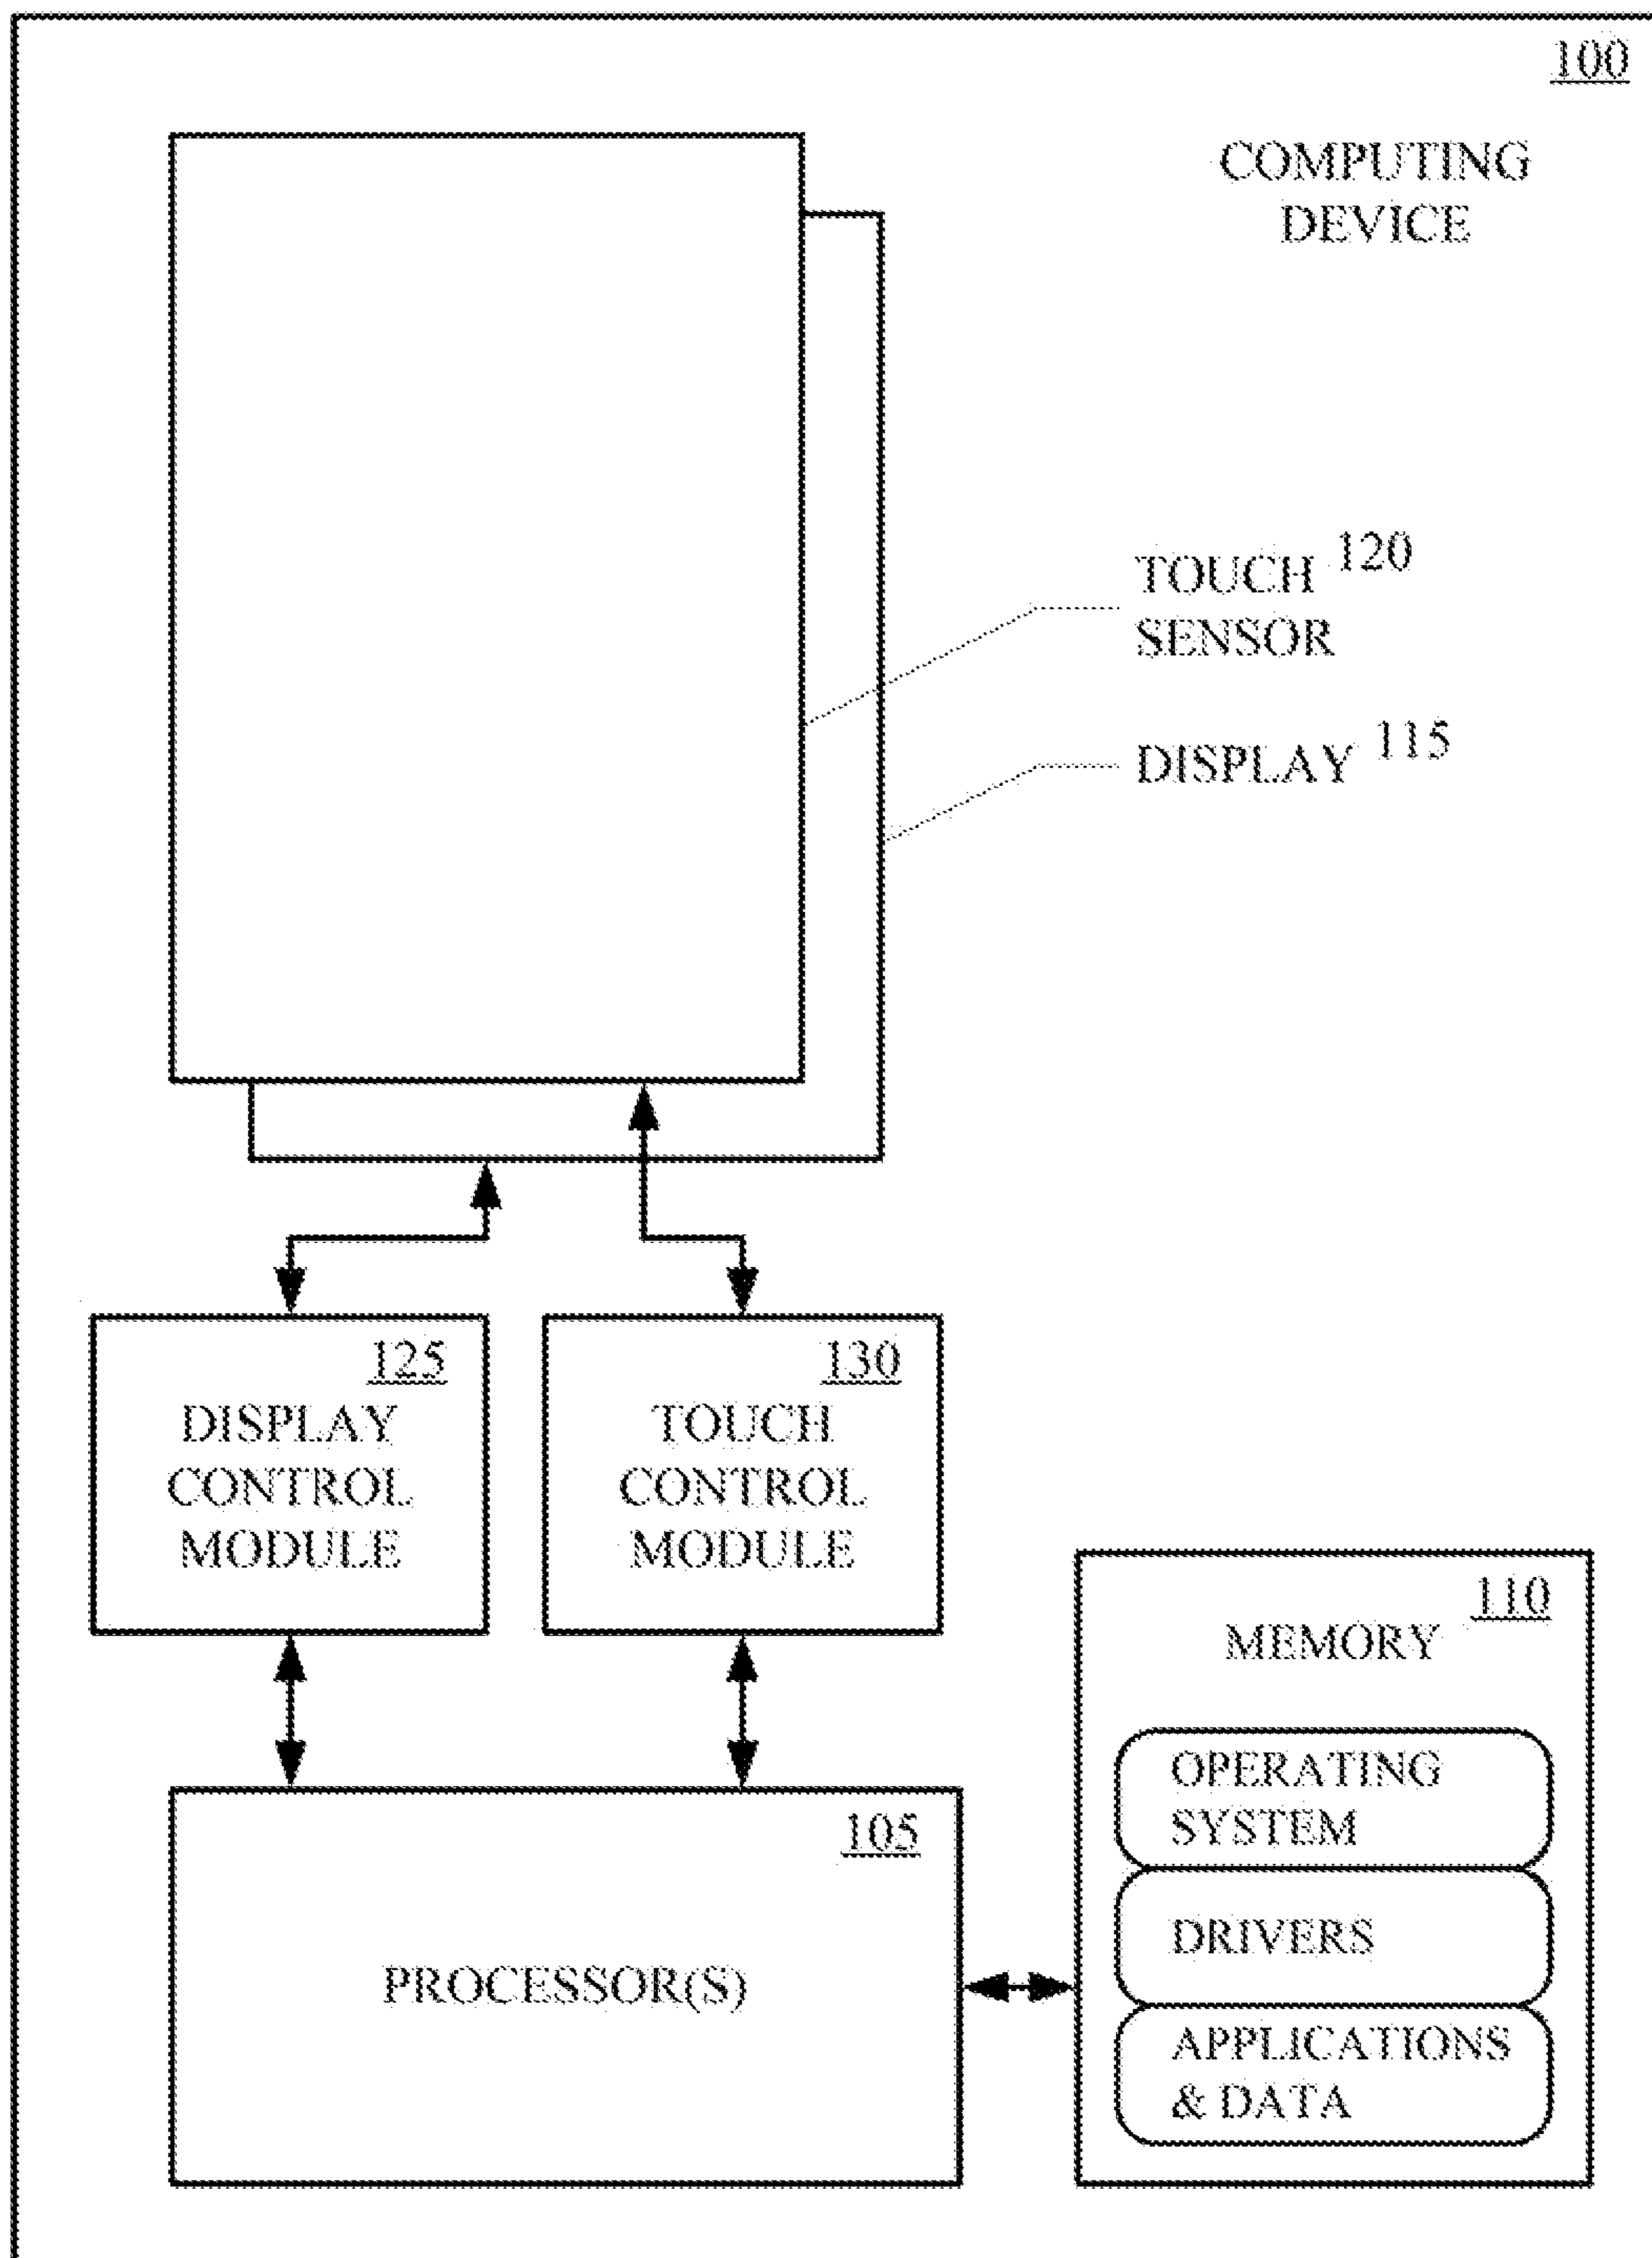 100
COMPUTING
DEVICE
TOUCH 120
SENSOR
DISPLAY 115
125
DISPLAY
CONTROL
MODULE
130
TOUCH
CONTROL
MODULE
110
MEMORY
OPERATING
SYSTEM
DRIVERS
APPLICATIONS
& DATA
105
PROCESSOR(S)